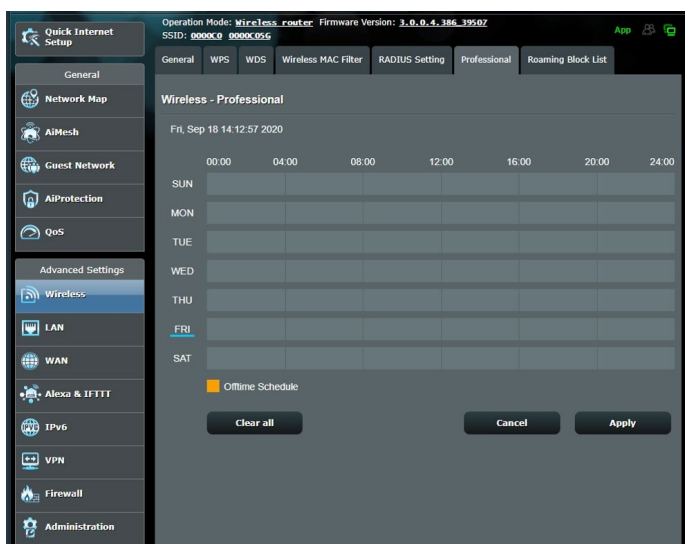 Quick Internet
Setup
Operation Mode: Wireless router Firmware Version: 3.0.0.4.386_39507
SSID: 0000C0 0000C05G
App
General
WPS
WDS
Wireless MAC Filter
RADIUS Setting
Professional
Roaming Block List
General
Network Map
AiMesh
Guest Network
AiProtection
QoS
Advanced Settings
Wireless
LAN
WAN
Alexa & IFTTT
IPv6
VPN
Firewall
Administration
Wireless - Professional
Fri, Sep 18 14:12:57 2020
00:00 04:00 08:00 12:00 16:00 20:00 24:00
SUN
MON
TUE
WED
THU
FRI
SAT
Offtime Schedule
Clear all
Cancel
Apply